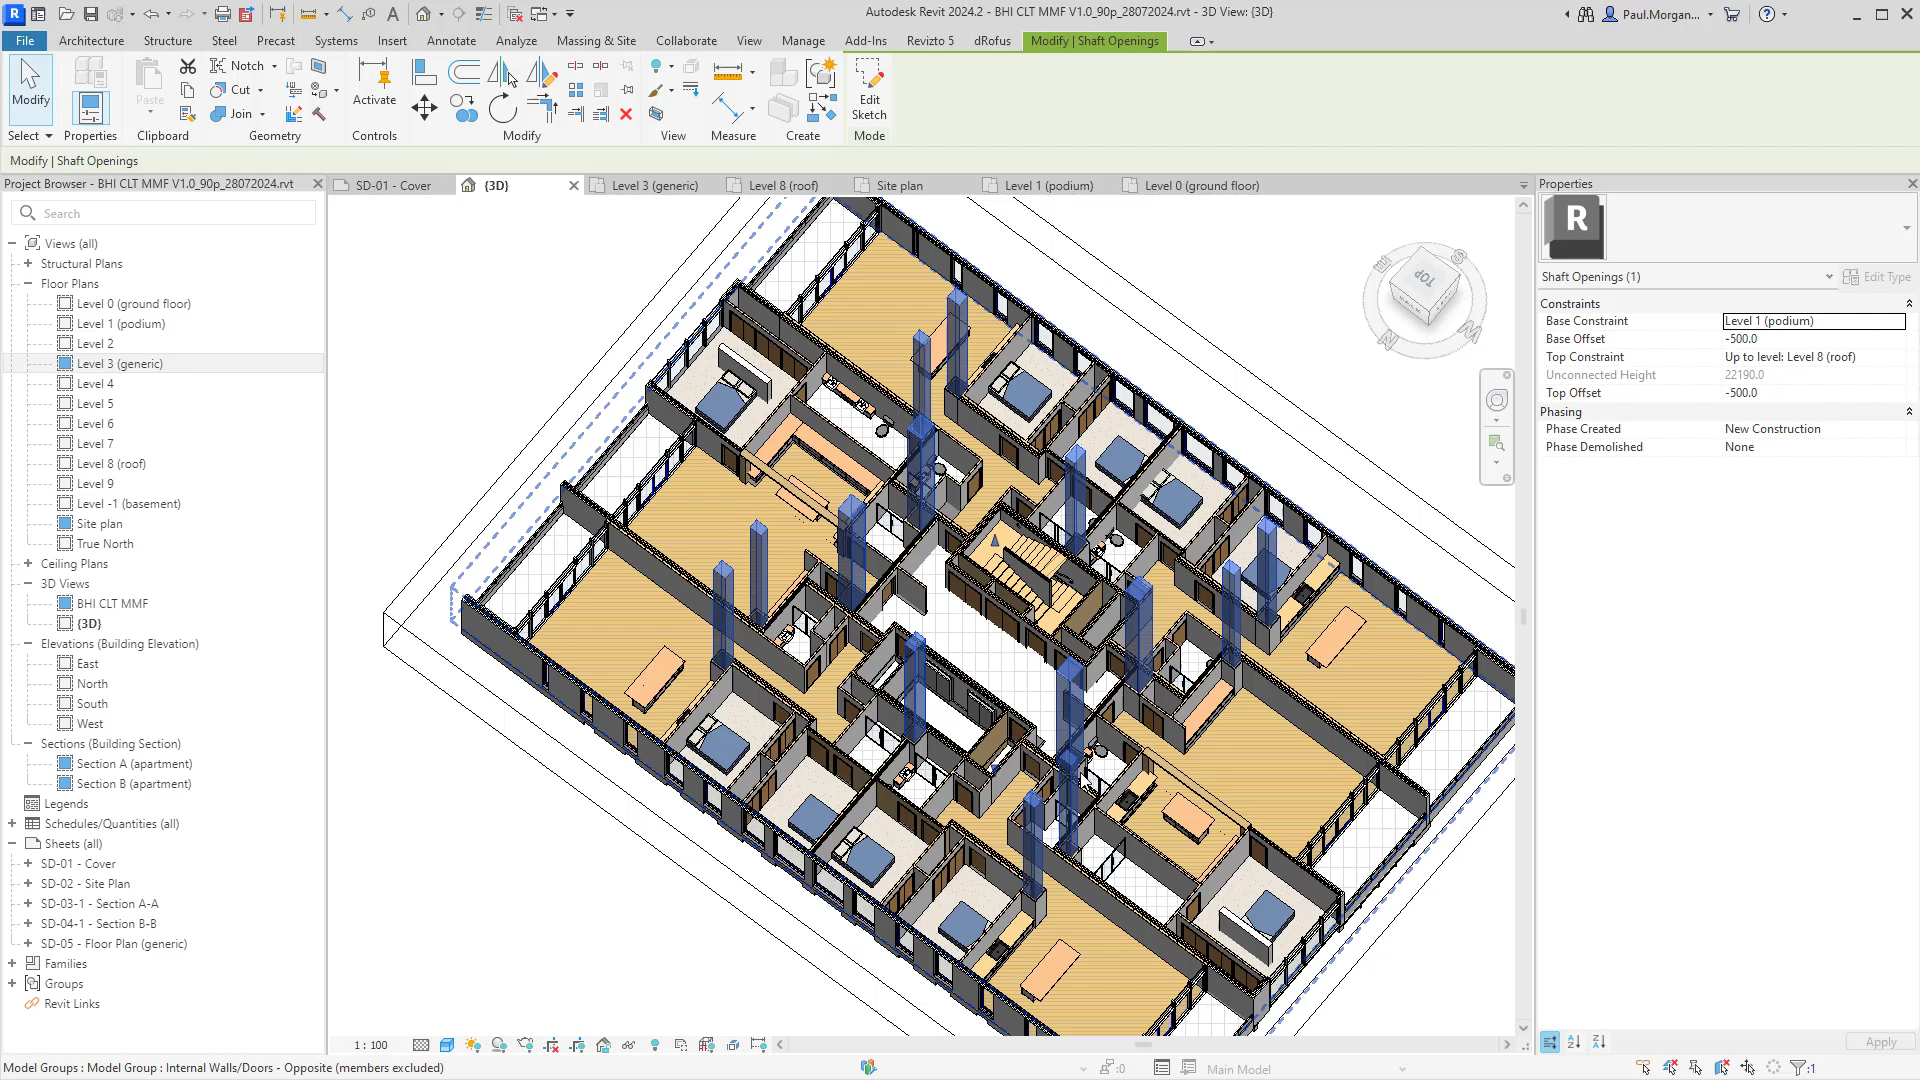 Autodesk Revit 2024.2 - BHI CLT MMF V1.0_90p_28072024.rvt - 3D View: {3D}
Paul.Morgan...
File Architecture Structure Steel Precast Systems Insert Annotate Analyze Massing & Site Collaborate View Manage Add-Ins Revizto 5 dRofus Modify | Shaft Openings
Modify
Paste
Notch
Cut
Join
Activate
Edit Sketch
Select Properties Clipboard Geometry Controls Modify View Measure Create Mode
Modify | Shaft Openings
Project Browser - BHI CLT MMF V1.0_90p_28072024.rvt
SD-01 - Cover
{3D}
Level 3 (generic)
Level 8 (roof)
Site plan
Level 1 (podium)
Level 0 (ground floor)
Properties
Search
Views (all)
Structural Plans
Floor Plans
Level 0 (ground floor)
Level 1 (podium)
Level 2
Level 3 (generic)
Level 4
Level 5
Level 6
Level 7
Level 8 (roof)
Level 9
Level -1 (basement)
Site plan
True North
Ceiling Plans
3D Views
BHI CLT MMF
{3D}
Elevations (Building Elevation)
East
North
South
West
Sections (Building Section)
Section A (apartment)
Section B (apartment)
Legends
Schedules/Quantities (all)
Sheets (all)
SD-01 - Cover
SD-02 - Site Plan
SD-03-1 - Section A-A
SD-04-1 - Section B-B
SD-05 - Floor Plan (generic)
Families
Groups
Revit Links
TOP
R
Shaft Openings (1)
Edit Type
Constraints
Base Constraint Level 1 (podium)
Base Offset -500.0
Top Constraint Up to level: Level 8 (roof)
Unconnected Height 22190.0
Top Offset -500.0
Phasing
Phase Created New Construction
Phase Demolished None
Apply
1 : 100
Model Groups : Model Group : Internal Walls/Doors - Opposite (members excluded)
:0
Main Model
:1